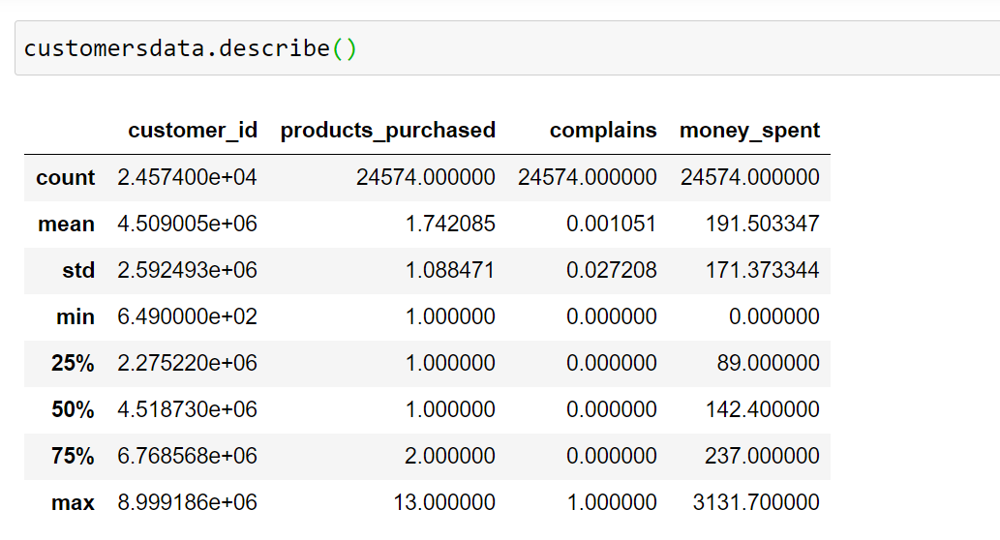 customersdata.describe()
customer_id products_purchased complains money_spent
count 2.457400e+04 24574.000000 24574.000000 24574.000000
mean 4.509005e+06 1.742085 0.001051 191.503347
std 2.592493e+06 1.088471 0.027208 171.373344
min 6.490000e+02 1.000000 0.000000 0.000000
25% 2.275220e+06 1.000000 0.000000 89.000000
50% 4.518730e+06 1.000000 0.000000 142.400000
75% 6.768568e+06 2.000000 0.000000 237.000000
max 8.999186e+06 13.000000 1.000000 3131.700000